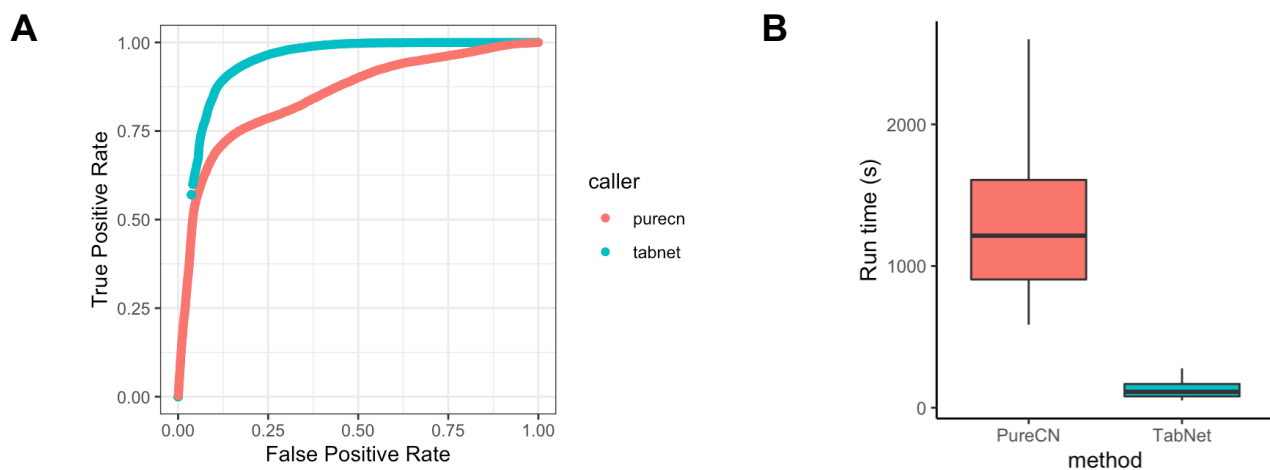 A
True Positive Rate
1.00
0.75
0.50
0.25
0.00
0.00 0.25 0.50 0.75 1.00
False Positive Rate
caller
purecn
tabnet
B
Run time (s)
2000
1000
0
PureCN TabNet
method